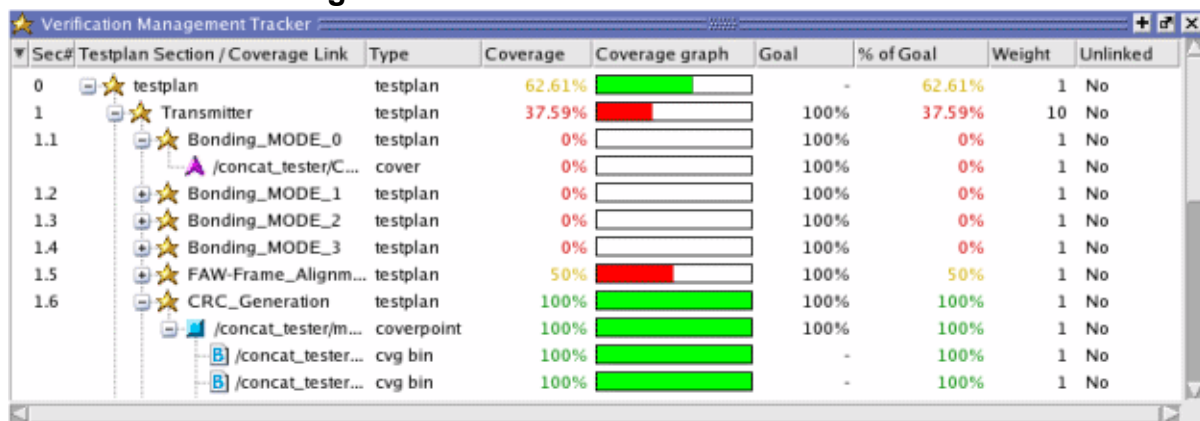 Verification Management Tracker
Sec# Testplan Section / Coverage Link Type Coverage Coverage graph Goal % of Goal Weight Unlinked
0 testplan testplan 62.61% - 62.61% 1 No
1 Transmitter testplan 37.59% 100% 37.59% 10 No
1.1 Bonding_MODE_0 testplan 0% 100% 0% 1 No
/concat_tester/C... cover 0% 100% 0% 1 No
1.2 Bonding_MODE_1 testplan 0% 100% 0% 1 No
1.3 Bonding_MODE_2 testplan 0% 100% 0% 1 No
1.4 Bonding_MODE_3 testplan 0% 100% 0% 1 No
1.5 FAW-Frame_Alignm... testplan 50% 100% 50% 1 No
1.6 CRC_Generation testplan 100% 100% 100% 1 No
/concat_tester/m... coverpoint 100% 100% 100% 1 No
B /concat_tester... cvg bin 100% - 100% 1 No
B /concat_tester... cvg bin 100% - 100% 1 No